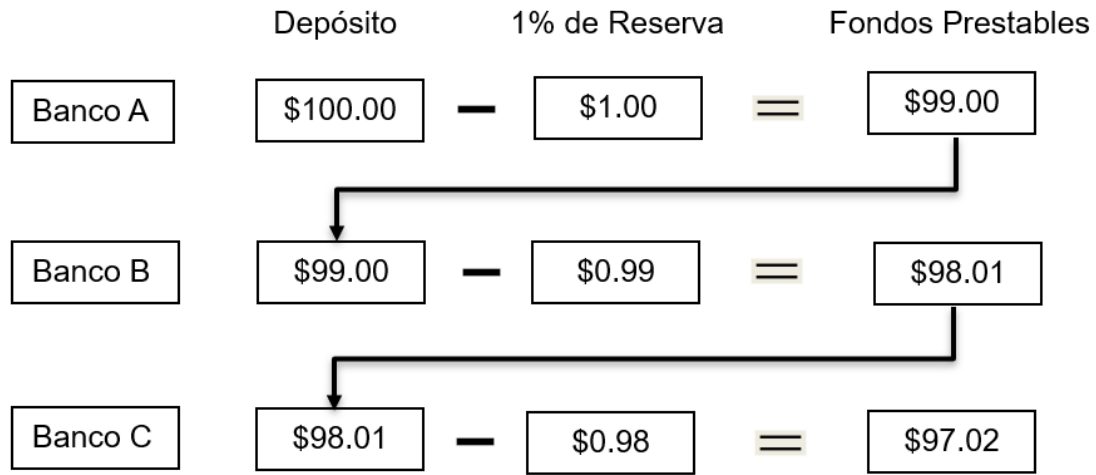 Depósito 1% de Reserva Fondos Prestables
Banco A $100.00 $1.00 $99.00
Banco B $99.00 $0.99 $98.01
Banco C $98.01 $0.98 $97.02